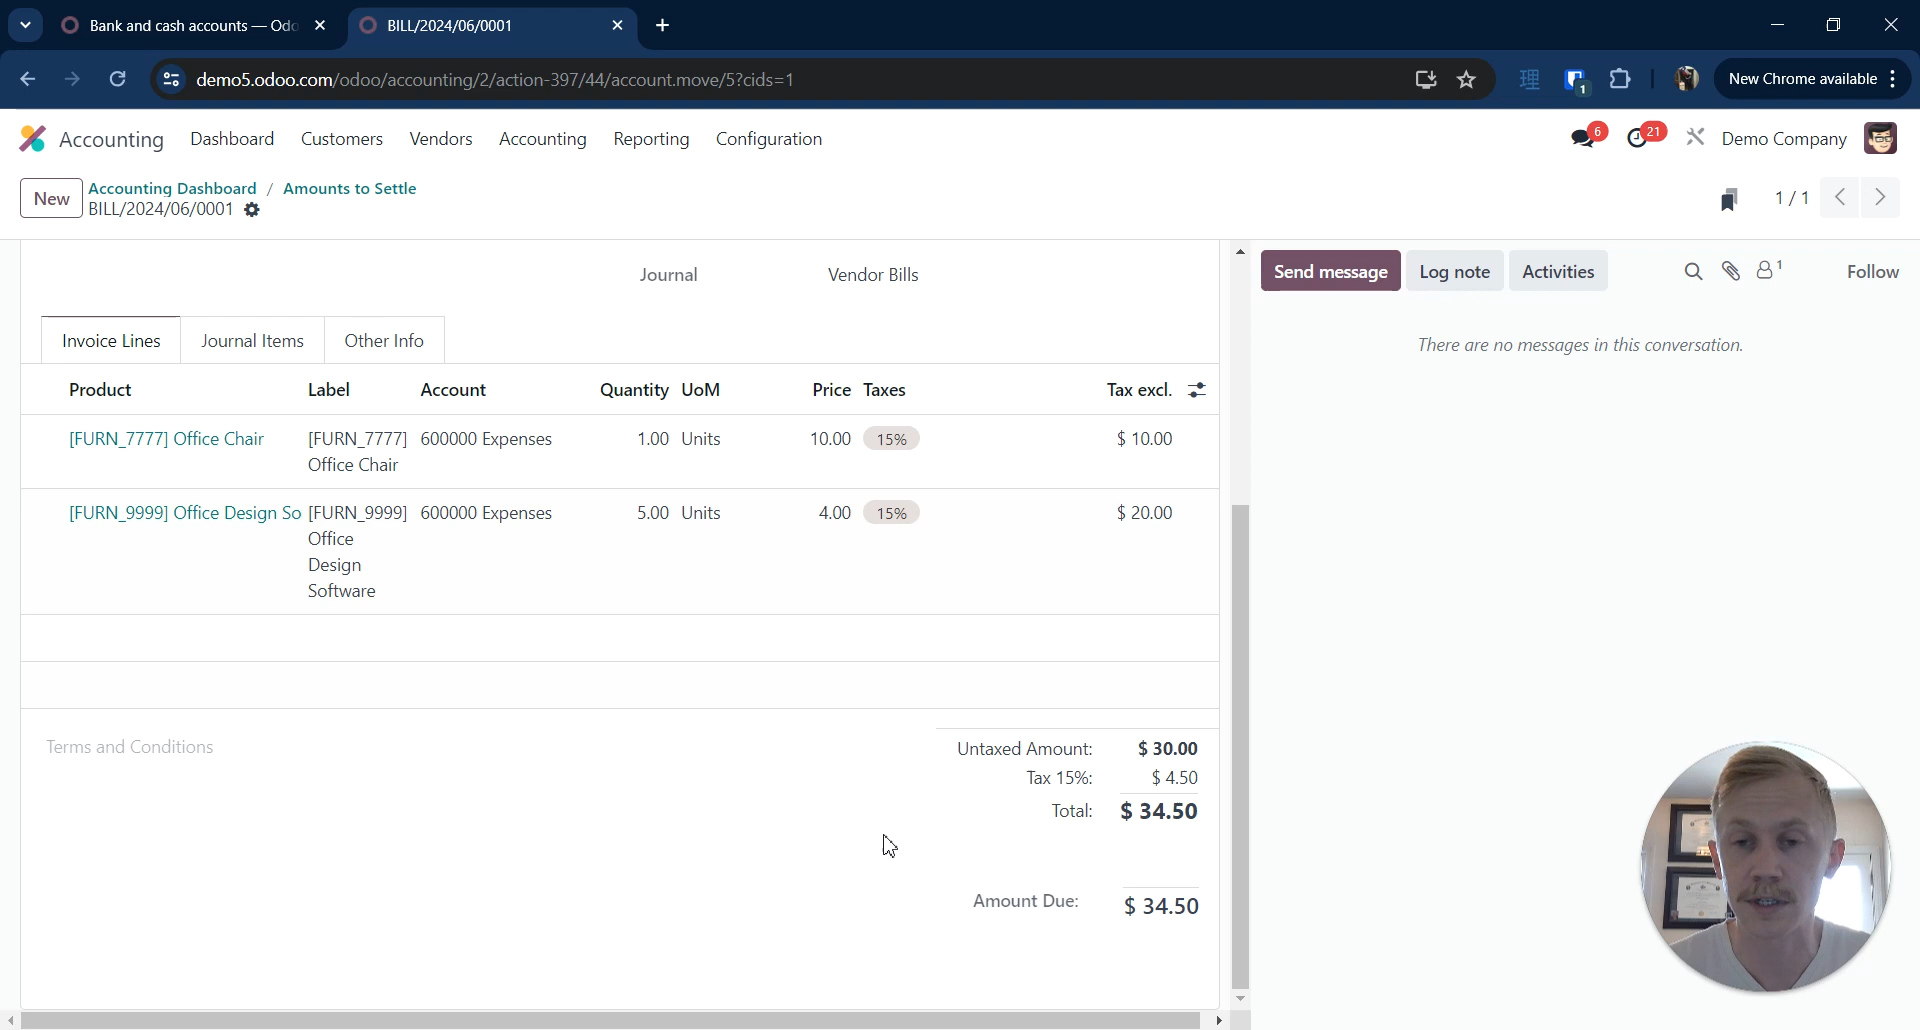 Bank and cash accounts — Odo
BILL/2024/06/0001
demo5.odoo.com/odoo/accounting/2/action-397/44/account.move/5?cids=1
理
1
New Chrome available
Accounting Dashboard Customers Vendors Accounting Reporting Configuration
6 21 Demo Company
New
Accounting Dashboard / Amounts to Settle
BILL/2024/06/0001
1 / 1
Journal Vendor Bills
Send message Log note Activities 1 Follow
There are no messages in this conversation.
Invoice Lines Journal Items Other Info
Product Label Account Quantity UoM Price Taxes Tax excl.
[FURN_7777] Office Chair [FURN_7777] 600000 Expenses 1.00 Units 10.00 15% $ 10.00
Office Chair
[FURN_9999] Office Design So [FURN_9999] 600000 Expenses 5.00 Units 4.00 15% $ 20.00
Office
Design
Software
Terms and Conditions
Untaxed Amount: $ 30.00
Tax 15%: $ 4.50
Total: $ 34.50
Amount Due: $ 34.50